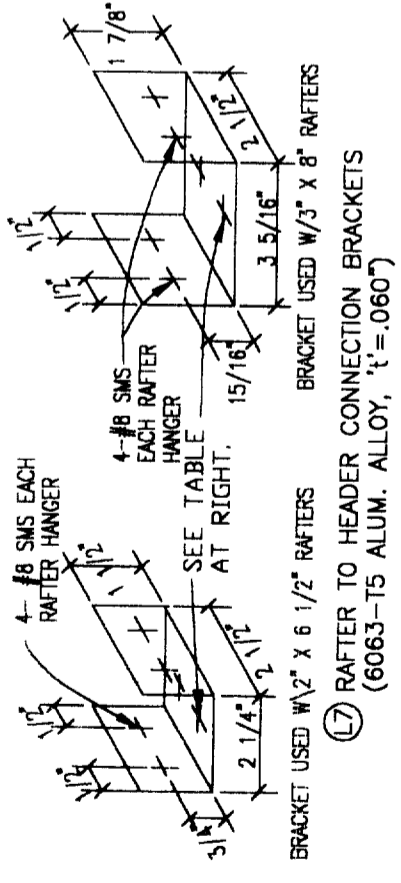 4-#8 SMS EACH
RAFTER HANGER
1/2"
1/2"
3/4"
1 1/2"
2 1/2"
2 1/4"
BRACKET USED W\2" X 6 1/2" RAFTERS
4-#8 SMS
EACH RAFTER
HANGER
SEE TABLE
AT RIGHT.
1/2"
1/2"
15/16"
1 7/8"
2 1/2"
3 5/16"
BRACKET USED W/3" X 8" RAFTERS
L7 RAFTER TO HEADER CONNECTION BRACKETS
(6063-T5 ALUM. ALLOY, 't'=.060")